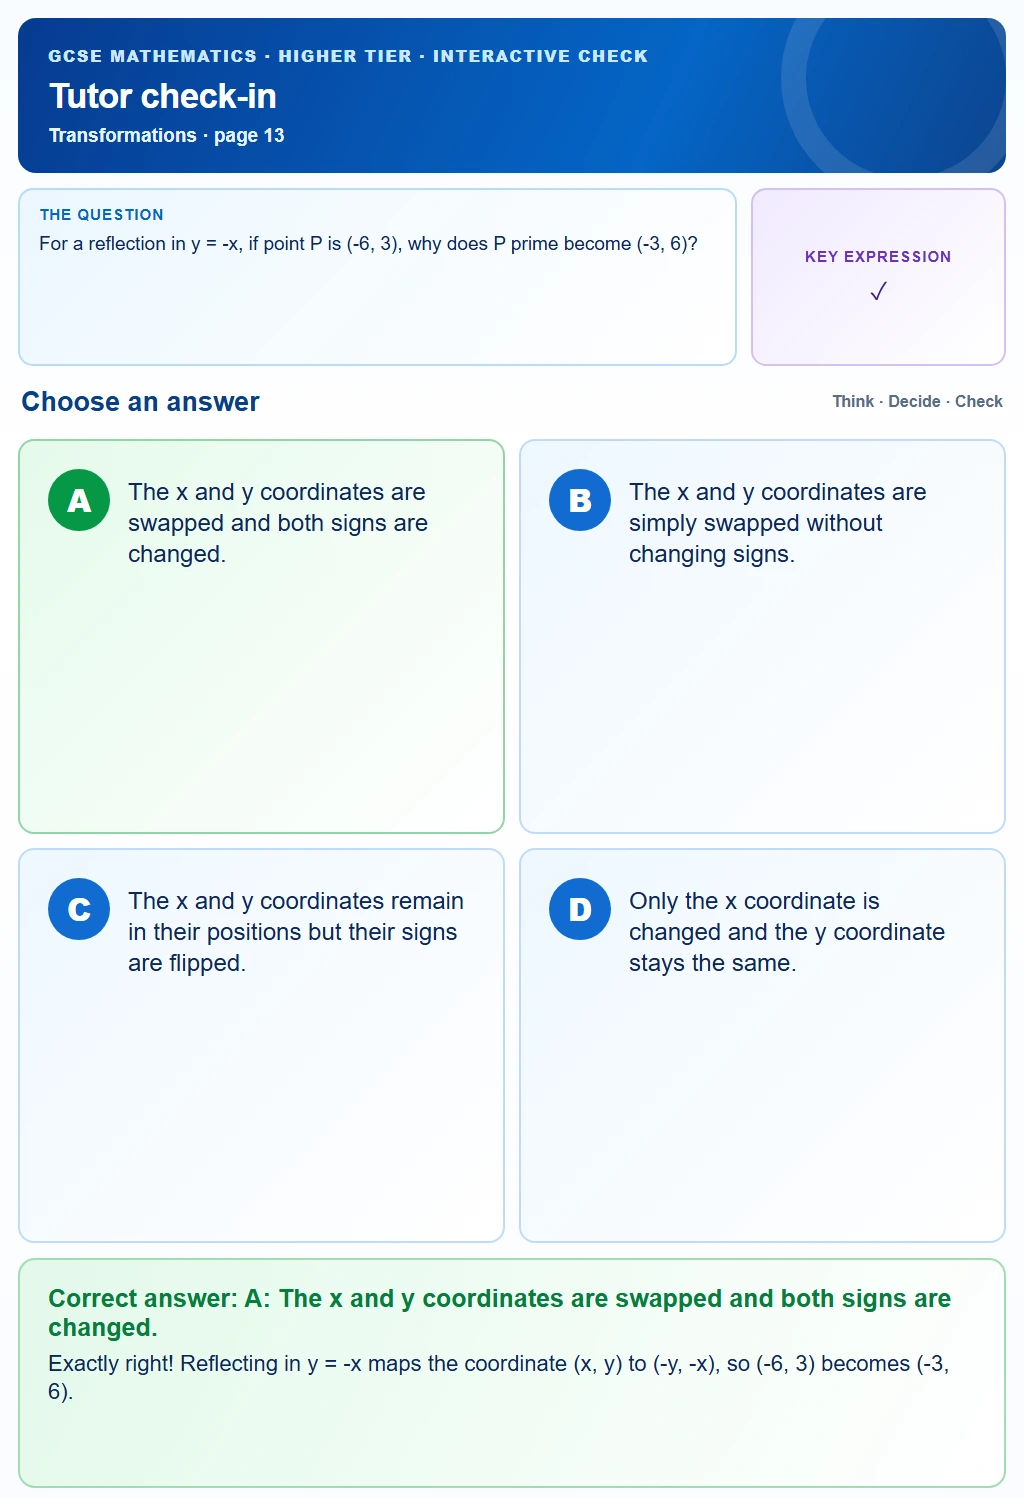 GCSE MATHEMATICS · HIGHER TIER · INTERACTIVE CHECK
Tutor check-in
Transformations · page 13
THE QUESTION
For a reflection in y = -x, if point P is (-6, 3), why does P prime become (-3, 6)?
KEY EXPRESSION
✓
Choose an answer
Think · Decide · Check
A
The x and y coordinates are
swapped and both signs are
changed.
B
The x and y coordinates are
simply swapped without
changing signs.
C
The x and y coordinates remain
in their positions but their signs
are flipped.
D
Only the x coordinate is
changed and the y coordinate
stays the same.
Correct answer: A: The x and y coordinates are swapped and both signs are
changed.
Exactly right! Reflecting in y = -x maps the coordinate (x, y) to (-y, -x), so (-6, 3) becomes (-3,
6).